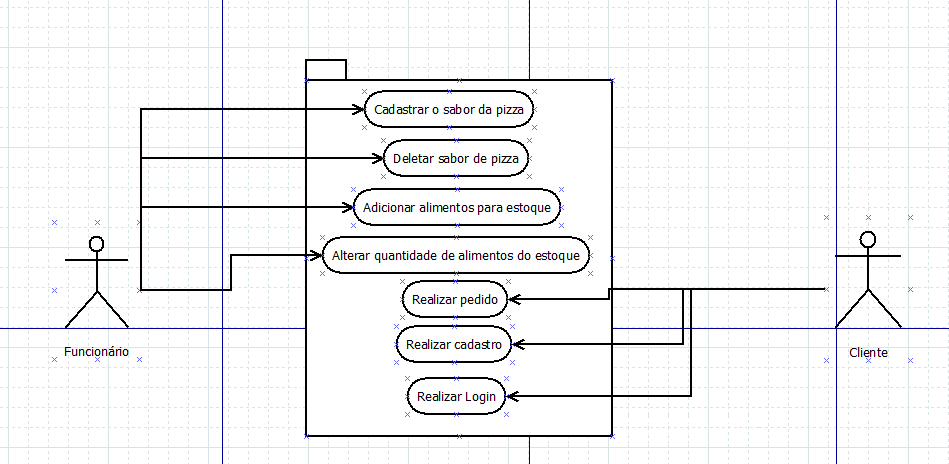 Cadastrar o sabor da pizza
Deletar sabor de pizza
Adicionar alimentos para estoque
Alterar quantidade de alimentos do estoque
Realizar pedido
Realizar cadastro
Realizar Login
Funcionário
Cliente